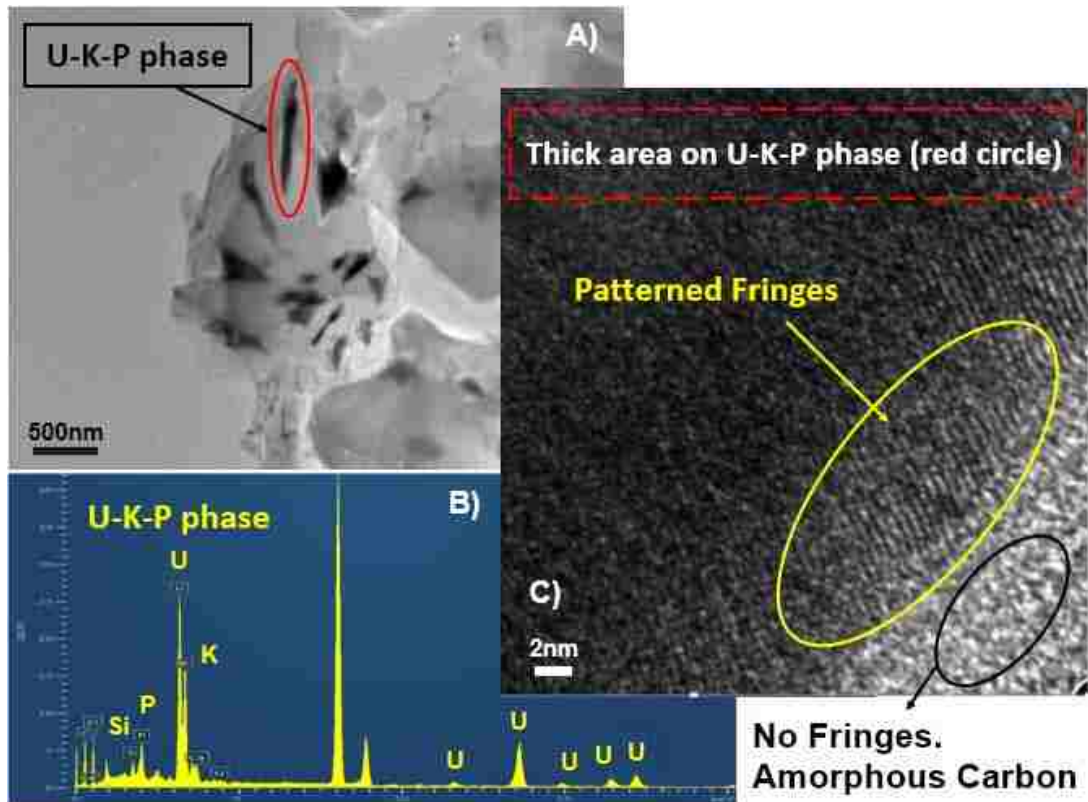 U-K-P phase
A)
500nm
Thick area on U-K-P phase (red circle)
Patterned Fringes
C)
2nm
No Fringes.
Amorphous Carbon
B)
U-K-P phase
U
K
P
Si
U
U
U
U
U